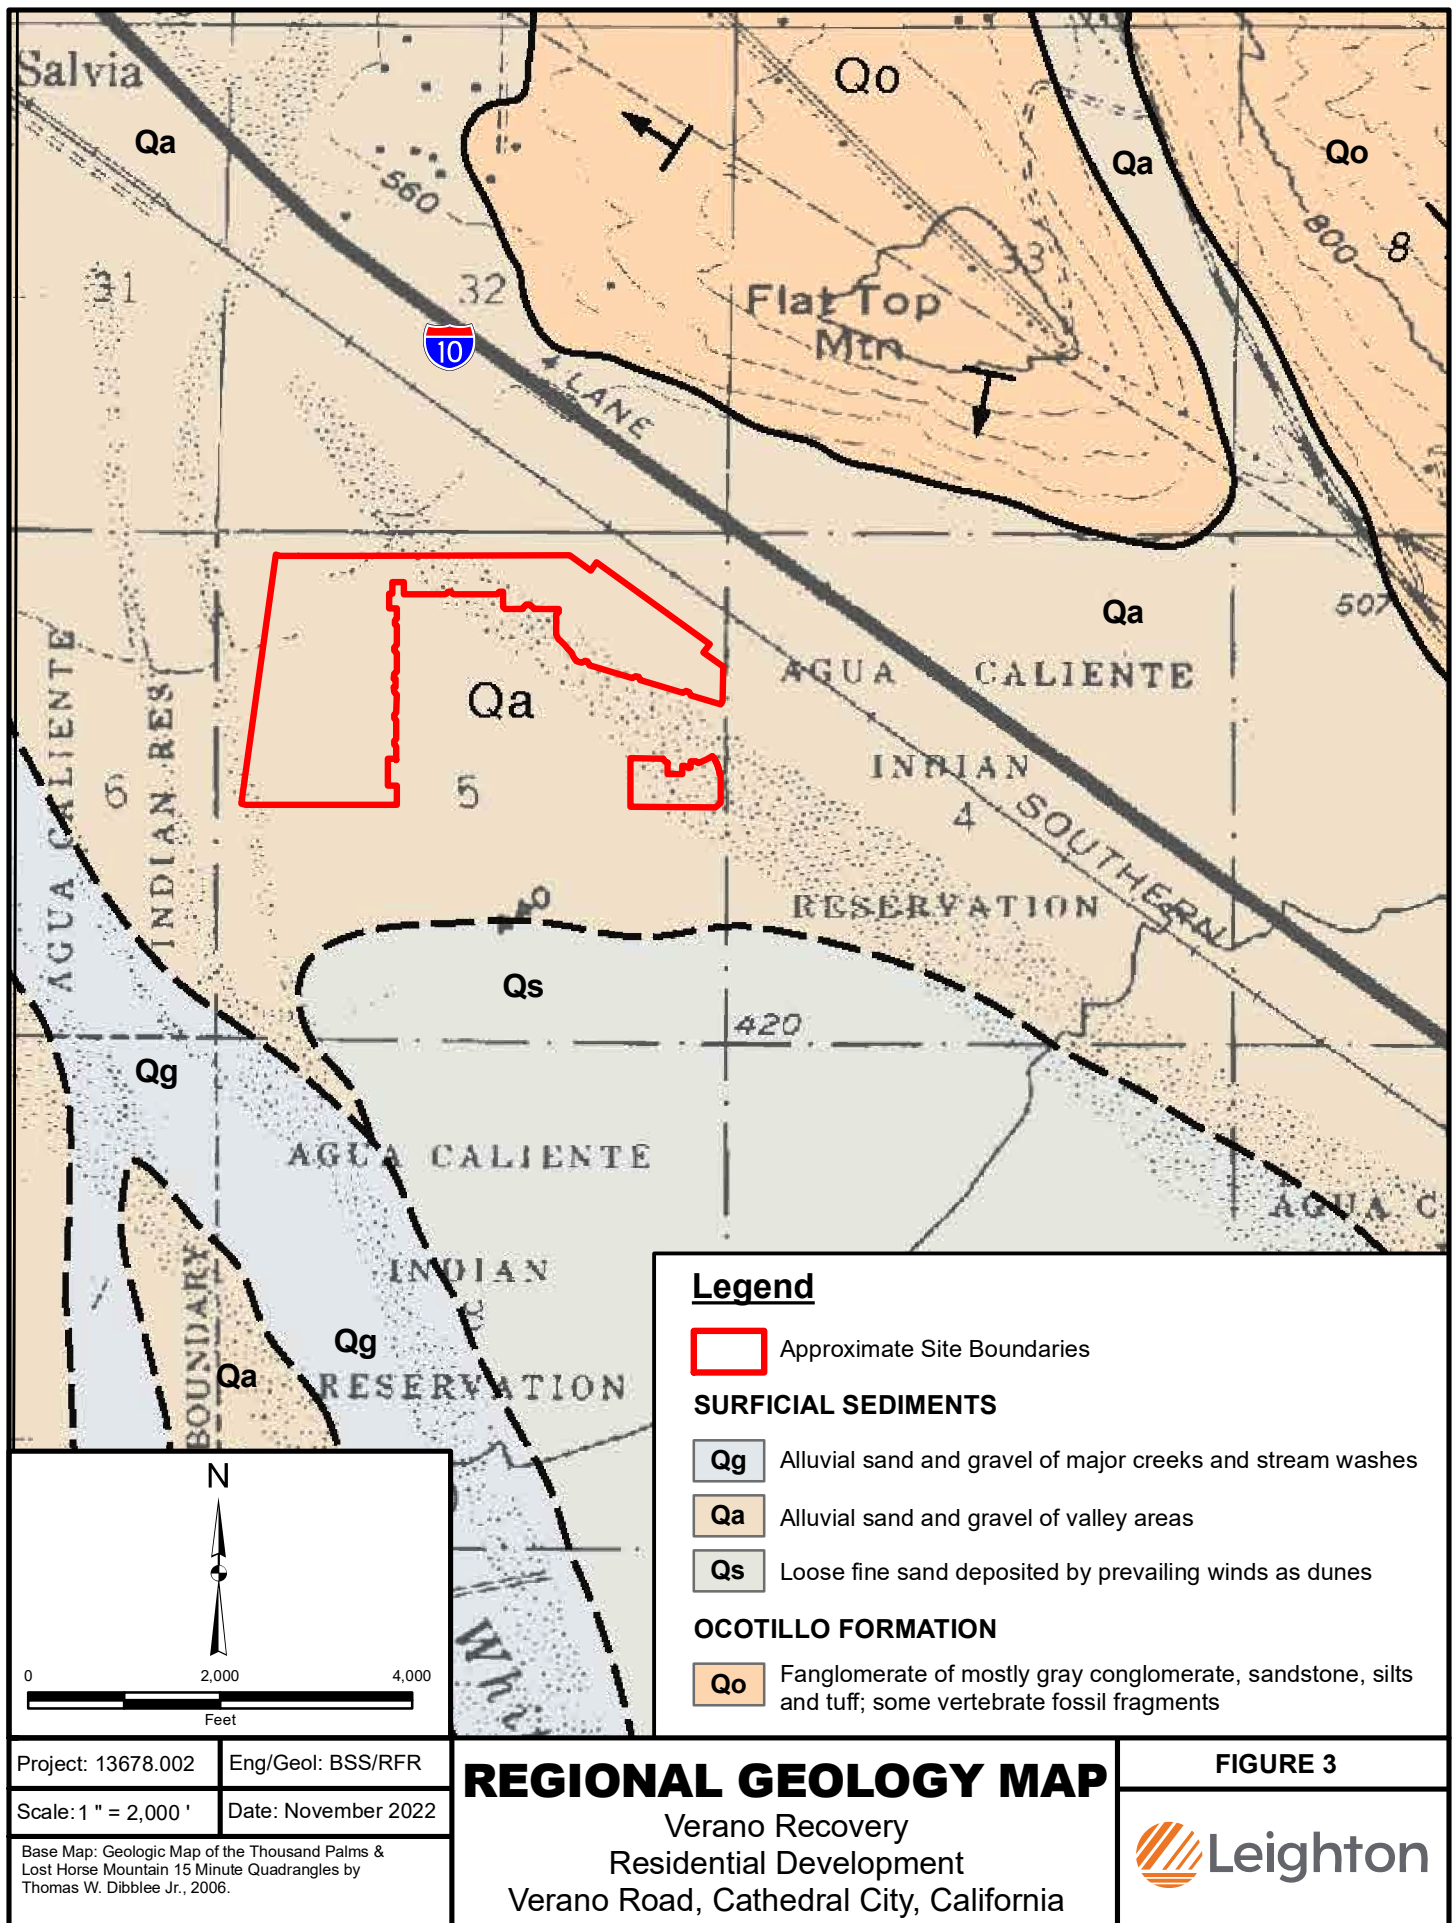 Salvia
Qa
Qo
Qa
Qo
560
800
8
31
32
33
Flat Top
Mtn
10
4 LANE
507
Qa
AGUA CALIENTE
INDIAN RES
AGUA CALIENTE
Qa
INDIAN
6
5
4
SOUTHERN
RESERVATION
Qs
420
Qg
AGUA CALIENTE
AGUA C
INDIAN
8
Qg
RESERVATION
Qa
BOUNDARY
Whi
Legend
Approximate Site Boundaries
SURFICIAL SEDIMENTS
Qg Alluvial sand and gravel of major creeks and stream washes
Qa Alluvial sand and gravel of valley areas
Qs Loose fine sand deposited by prevailing winds as dunes
OCOTILLO FORMATION
Qo Fanglomerate of mostly gray conglomerate, sandstone, silts
and tuff; some vertebrate fossil fragments
N
0 2,000 4,000
Feet
Project: 13678.002 Eng/Geol: BSS/RFR
Scale: 1 " = 2,000 ' Date: November 2022
Base Map: Geologic Map of the Thousand Palms &
Lost Horse Mountain 15 Minute Quadrangles by
Thomas W. Dibblee Jr., 2006.
REGIONAL GEOLOGY MAP
Verano Recovery
Residential Development
Verano Road, Cathedral City, California
FIGURE 3
Leighton